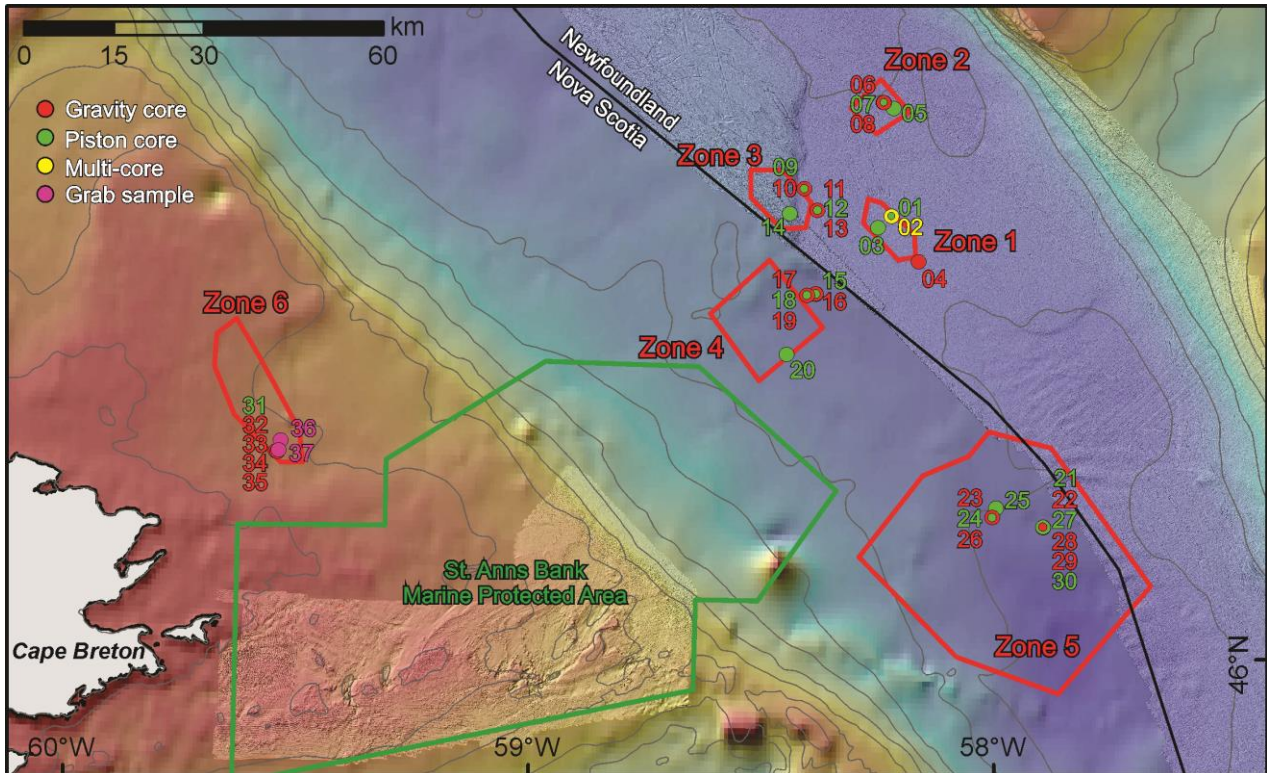 km
0 15 30 60
Gravity core
Piston core
Multi-core
Grab sample
Newfoundland
Nova Scotia
Zone 2
06
07 05
08
Zone 3
09
10 11
12
14 13
01
02
03
Zone 1
04
17 15
18 16
19
Zone 4
20
Zone 6
31
32 36
33 37
34
35
21
23 25 22
24 27
26 28
29
30
Zone 5
St. Anns Bank
Marine Protected Area
Cape Breton
46°N
60°W
59°W
58°W